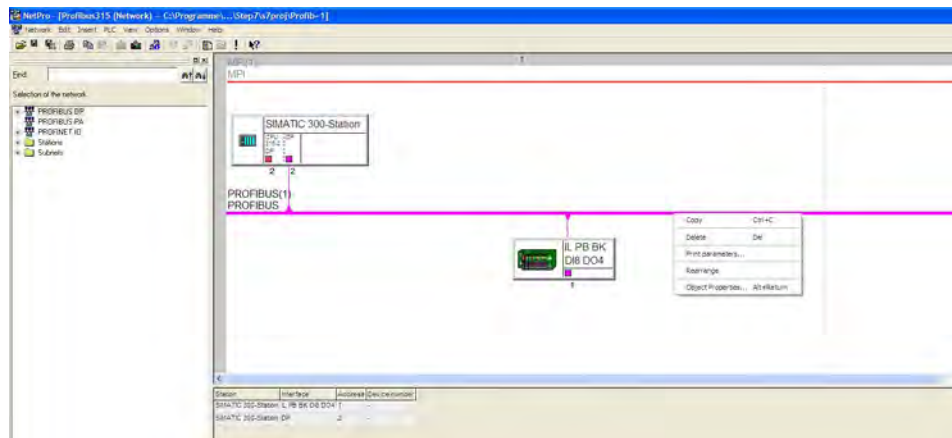 NetPro - [Profibus315 (Network) -- C:\Programme\...\Step7\s7proj\Profib~1]
Network Edit Insert PLC View Options Window Help
Find
Selection of the network
PROFIBUS DP
PROFIBUS-PA
PROFINET IO
Stations
Subnets
MPI(1)
MPI
SIMATIC 300-Station
CPU DP
DP
2 2
PROFIBUS(1)
PROFIBUS
IL PB BK
DI8 DO4
1
Copy Ctrl+C
Delete Del
Print parameters...
Rearrange
Object Properties... Alt+Return
Station Interface Address Device number
SIMATIC 300-Station IL PB BK DI8 DO4 1 -
SIMATIC 300-Station DP 2 -